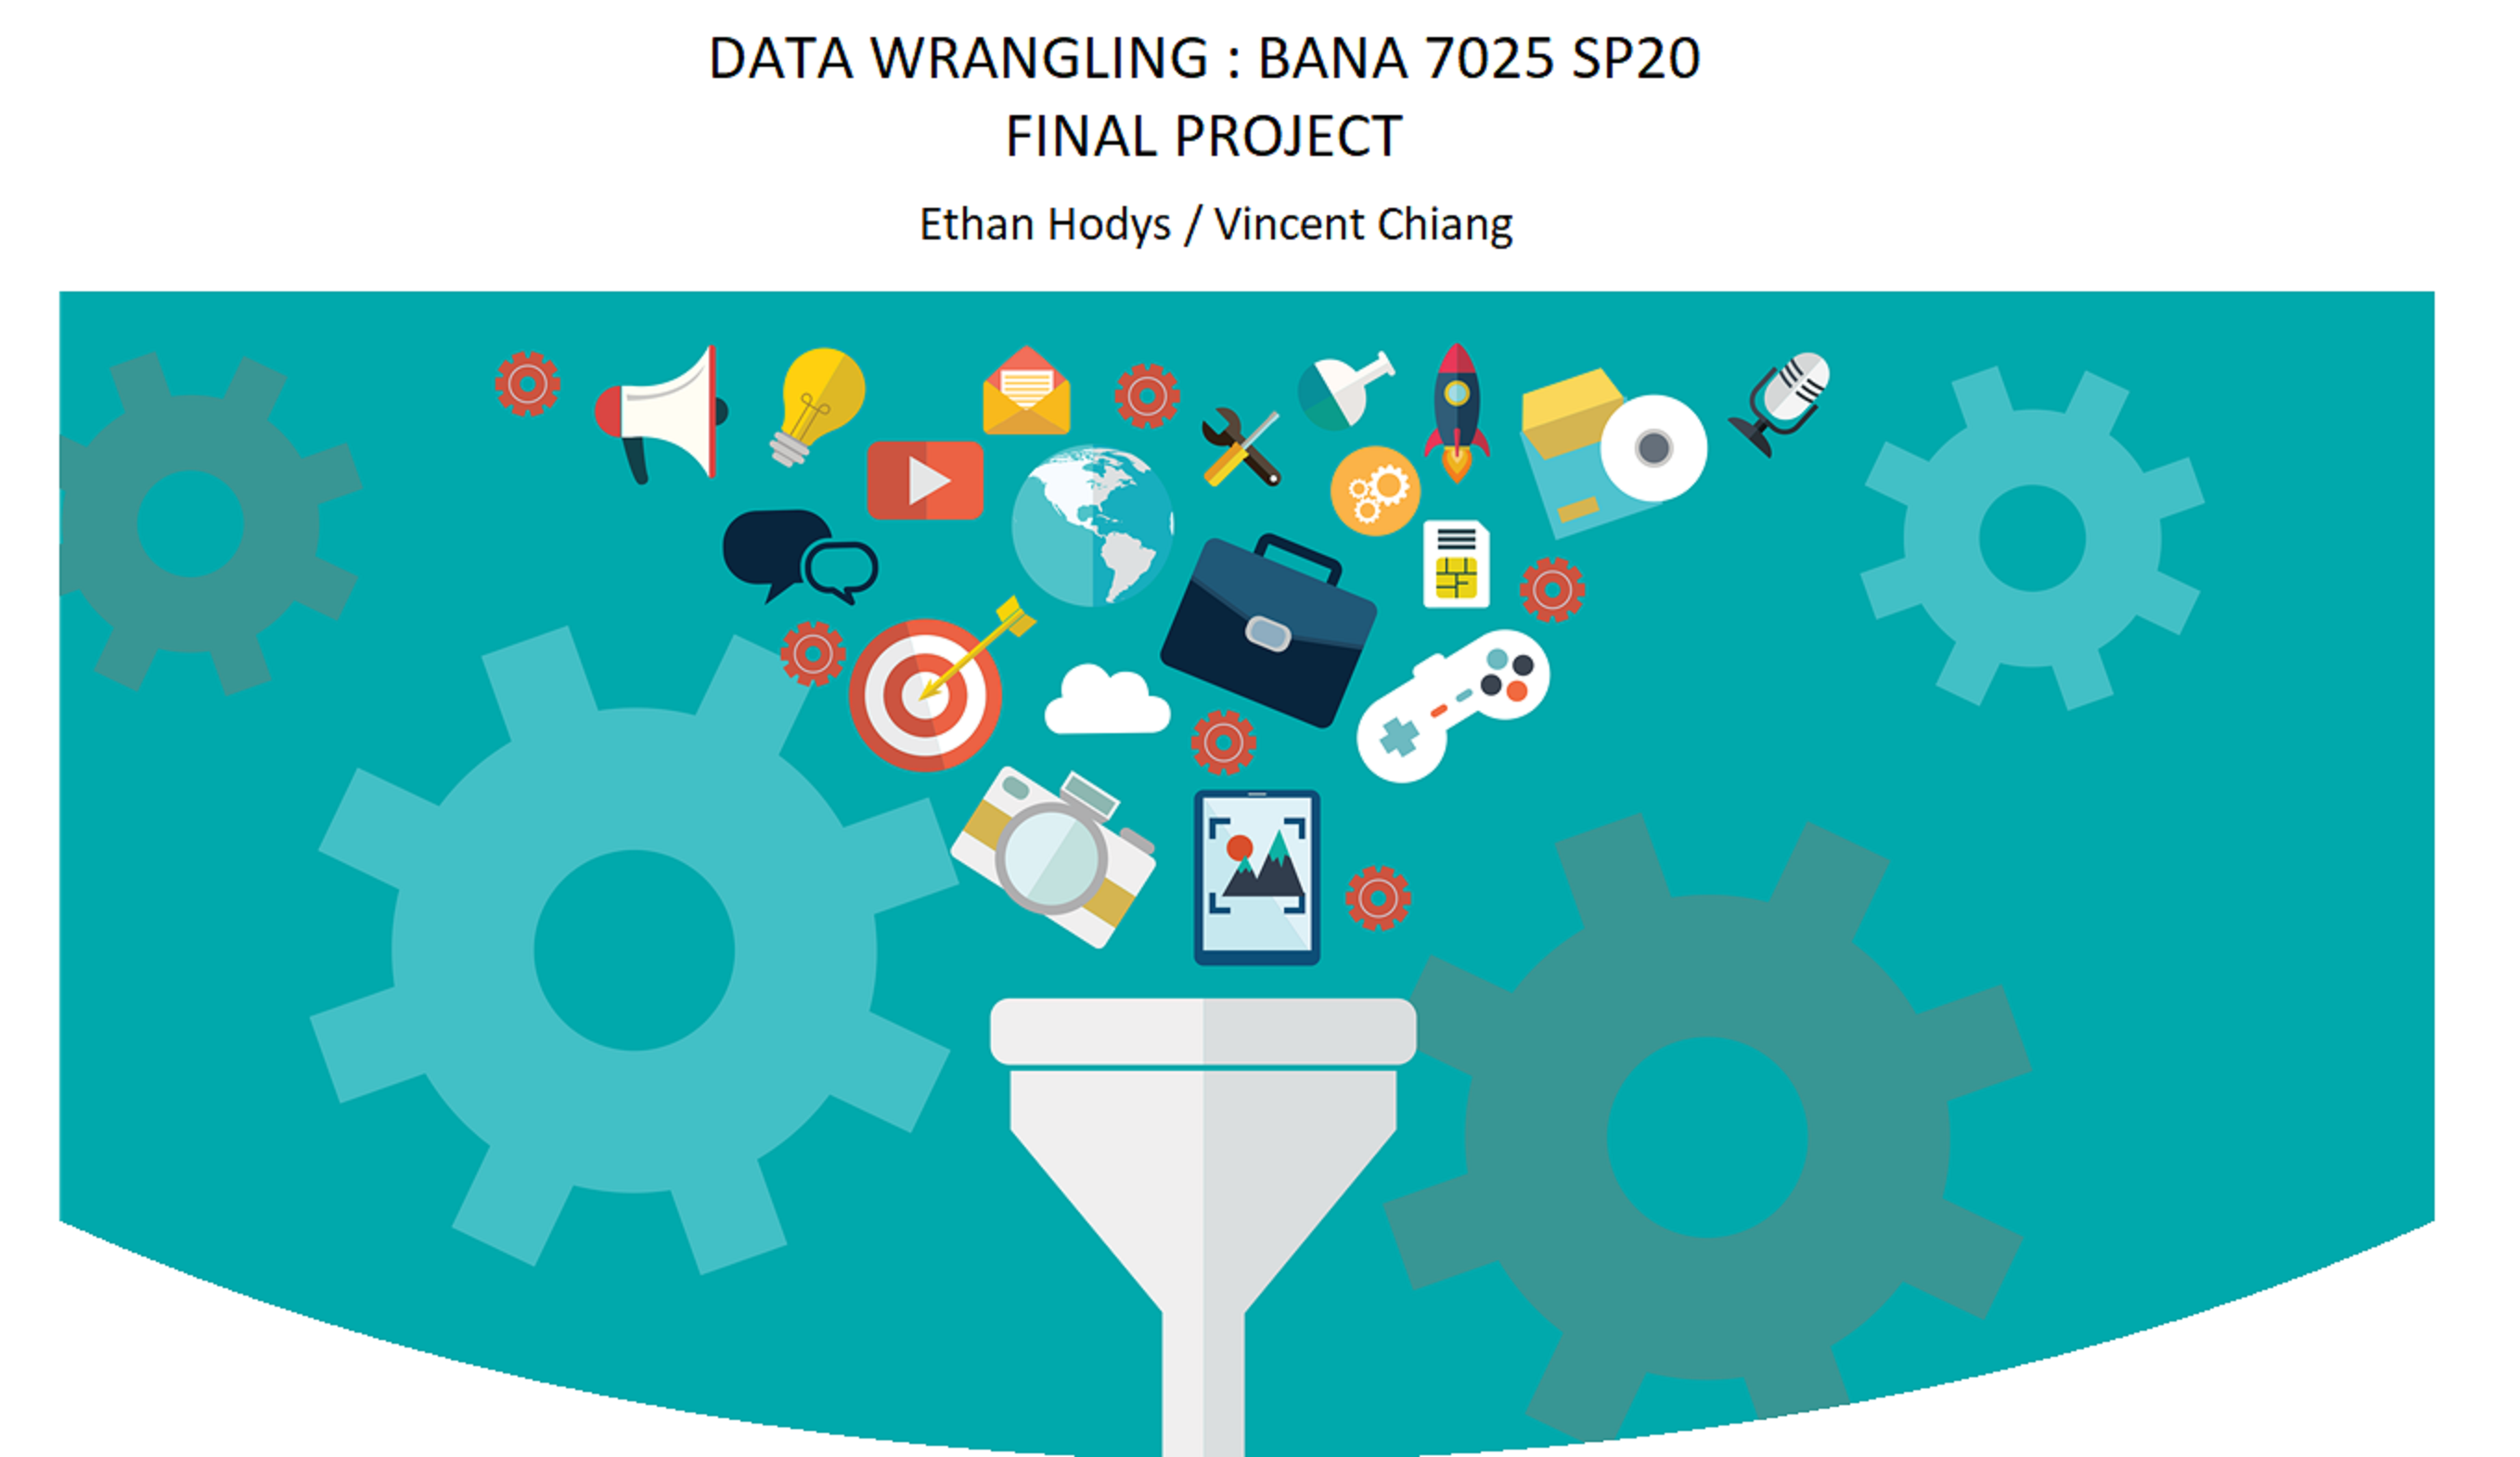 DATA WRANGLING : BANA 7025 SP20
FINAL PROJECT
Ethan Hodys / Vincent Chiang